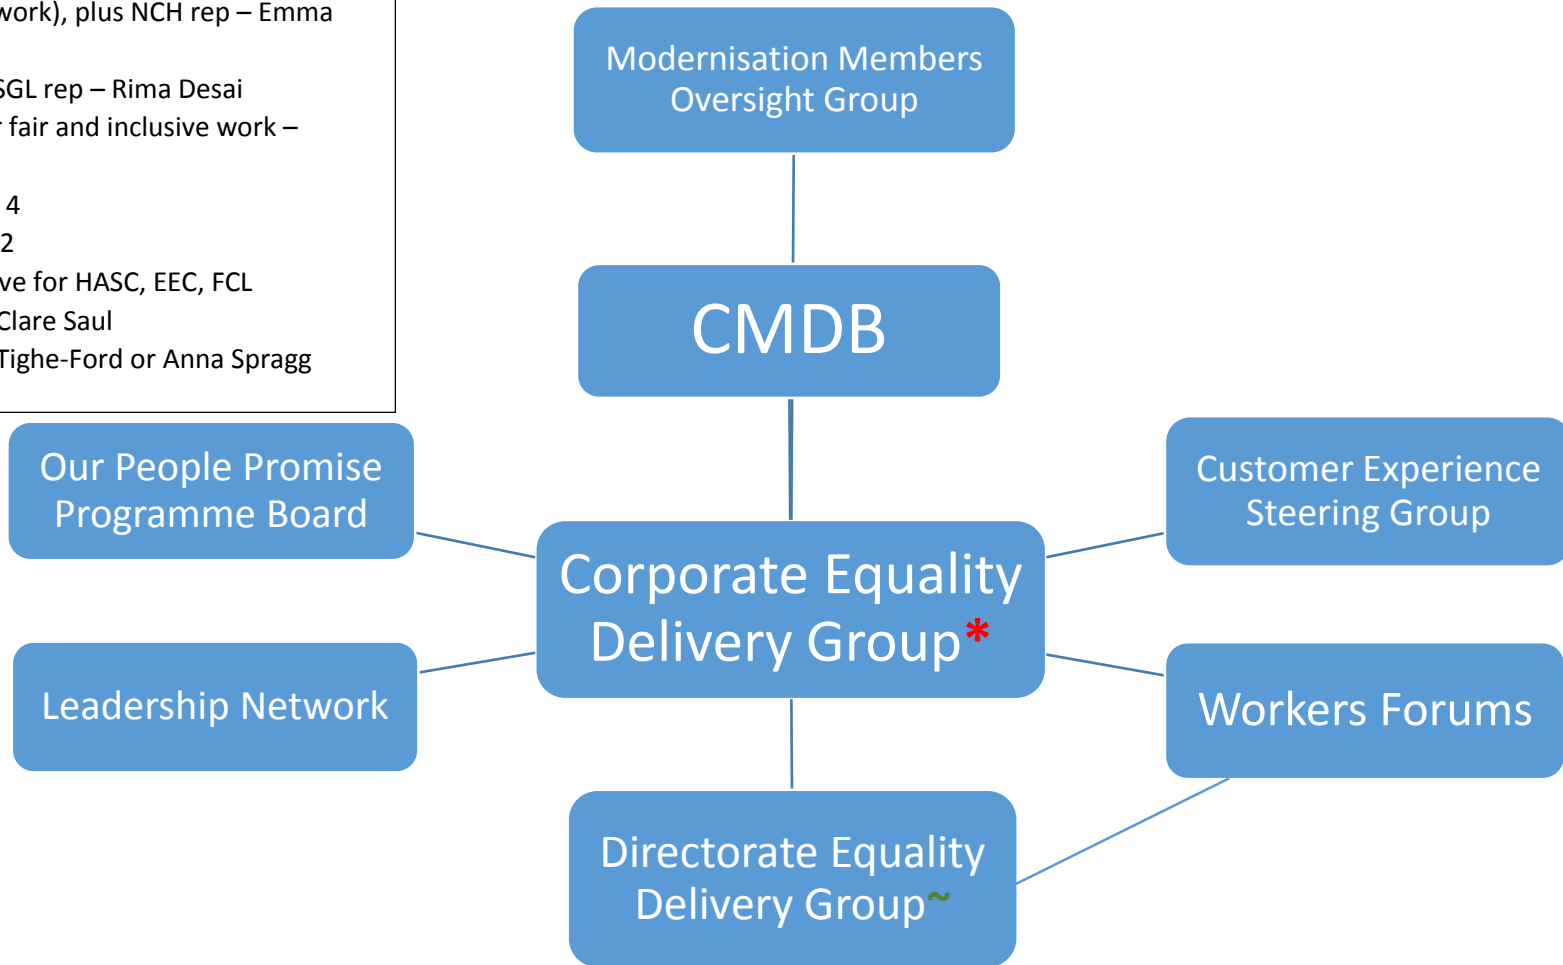 work), plus NCH rep – Emma
SGL rep – Rima Desai
r fair and inclusive work –
4
2
ve for HASC, EEC, FCL
Clare Saul
Tighe-Ford or Anna Spragg
Modernisation Members
Oversight Group
CMDB
Our People Promise
Programme Board
Customer Experience
Steering Group
Corporate Equality
Delivery Group*
Leadership Network
Workers Forums
Directorate Equality
Delivery Group~